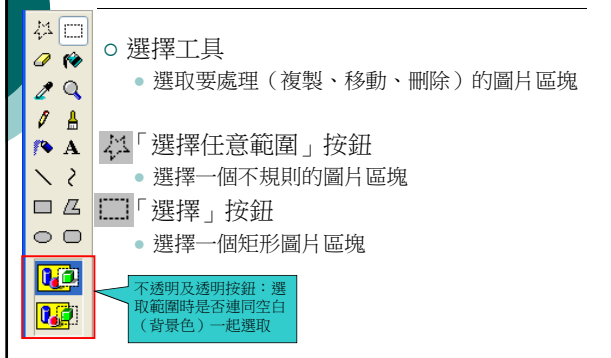 選擇工具
選取要處理（複製、移動、刪除）的圖片區塊
「選擇任意範圍」按鈕
選擇一個不規則的圖片區塊
「選擇」按鈕
選擇一個矩形圖片區塊
不透明及透明按鈕：選
取範圍時是否連同空白
（背景色）一起選取
A